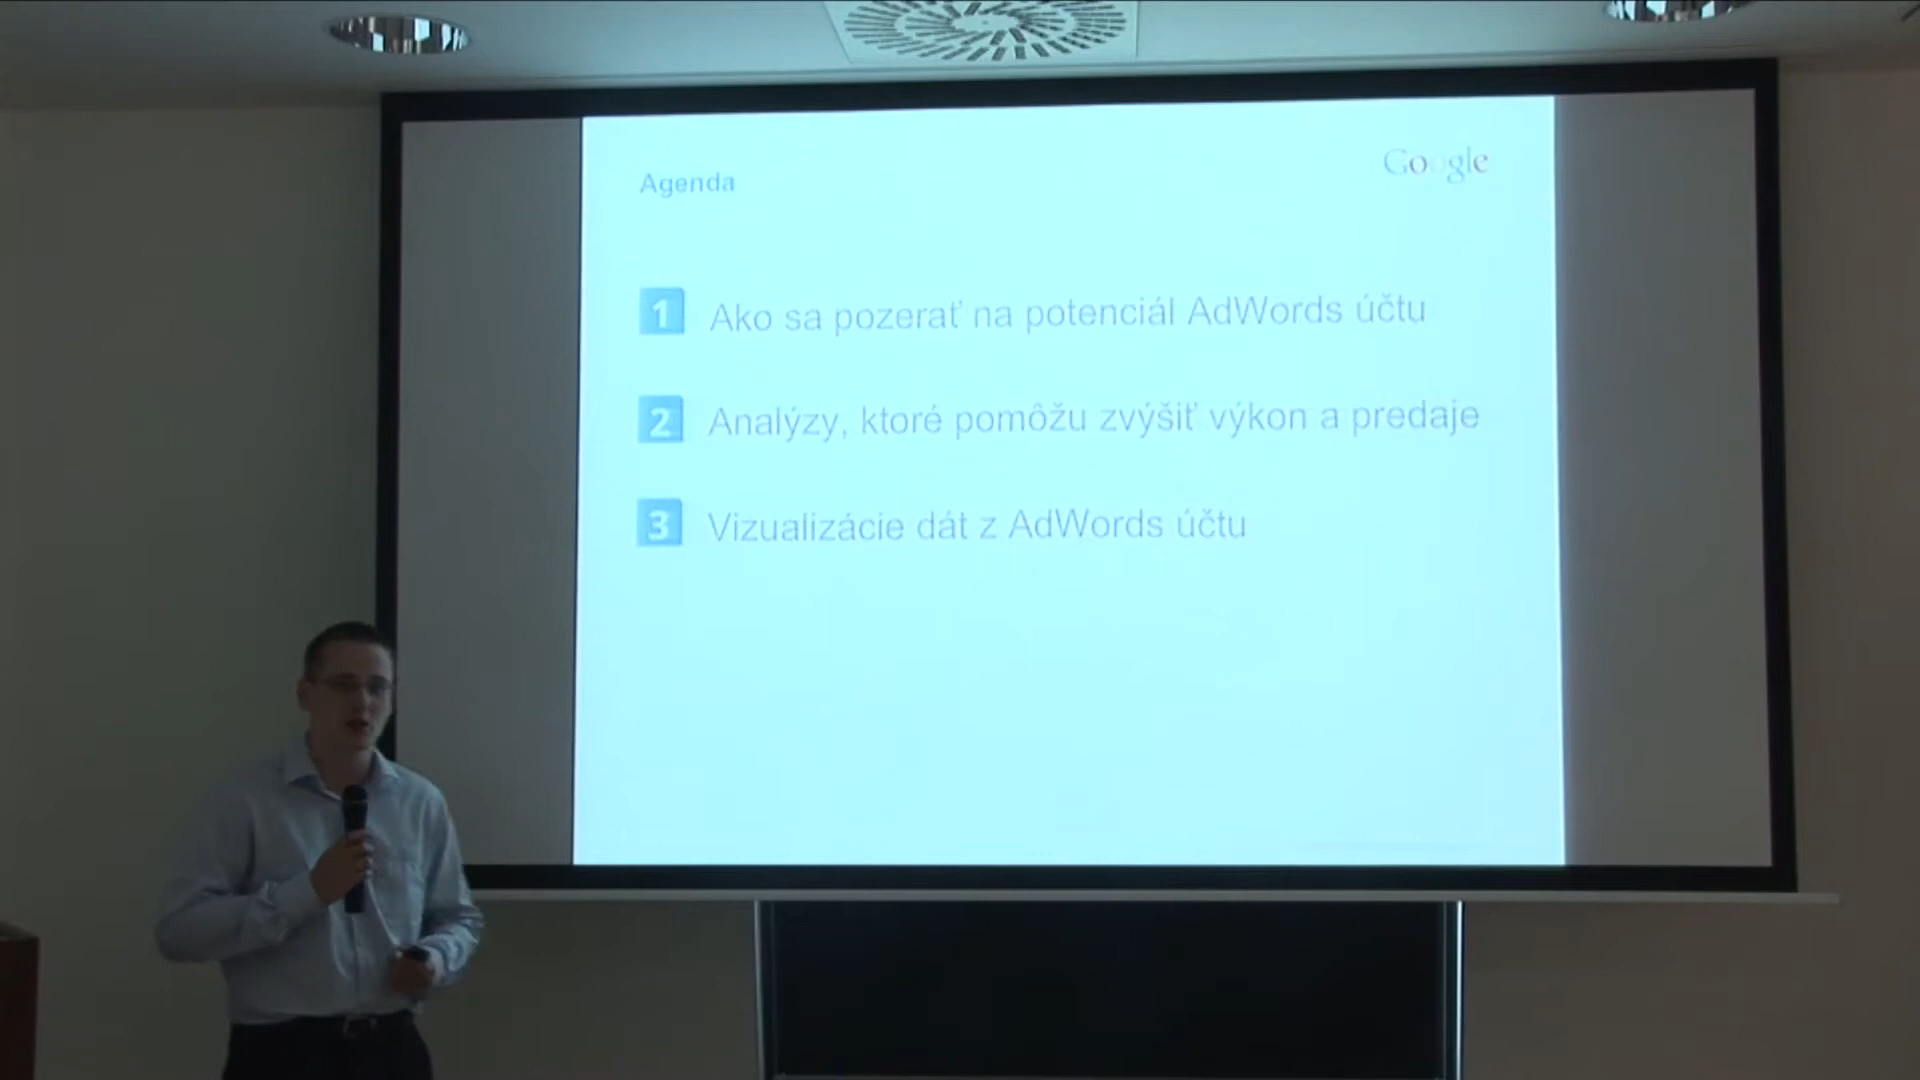 Google
Agenda
1 Ako sa pozerať na potenciál AdWords účtu
2 Analýzy, ktoré pomôžu zvýšiť výkon a predaje
3 Vizualizácie dát z AdWords účtu